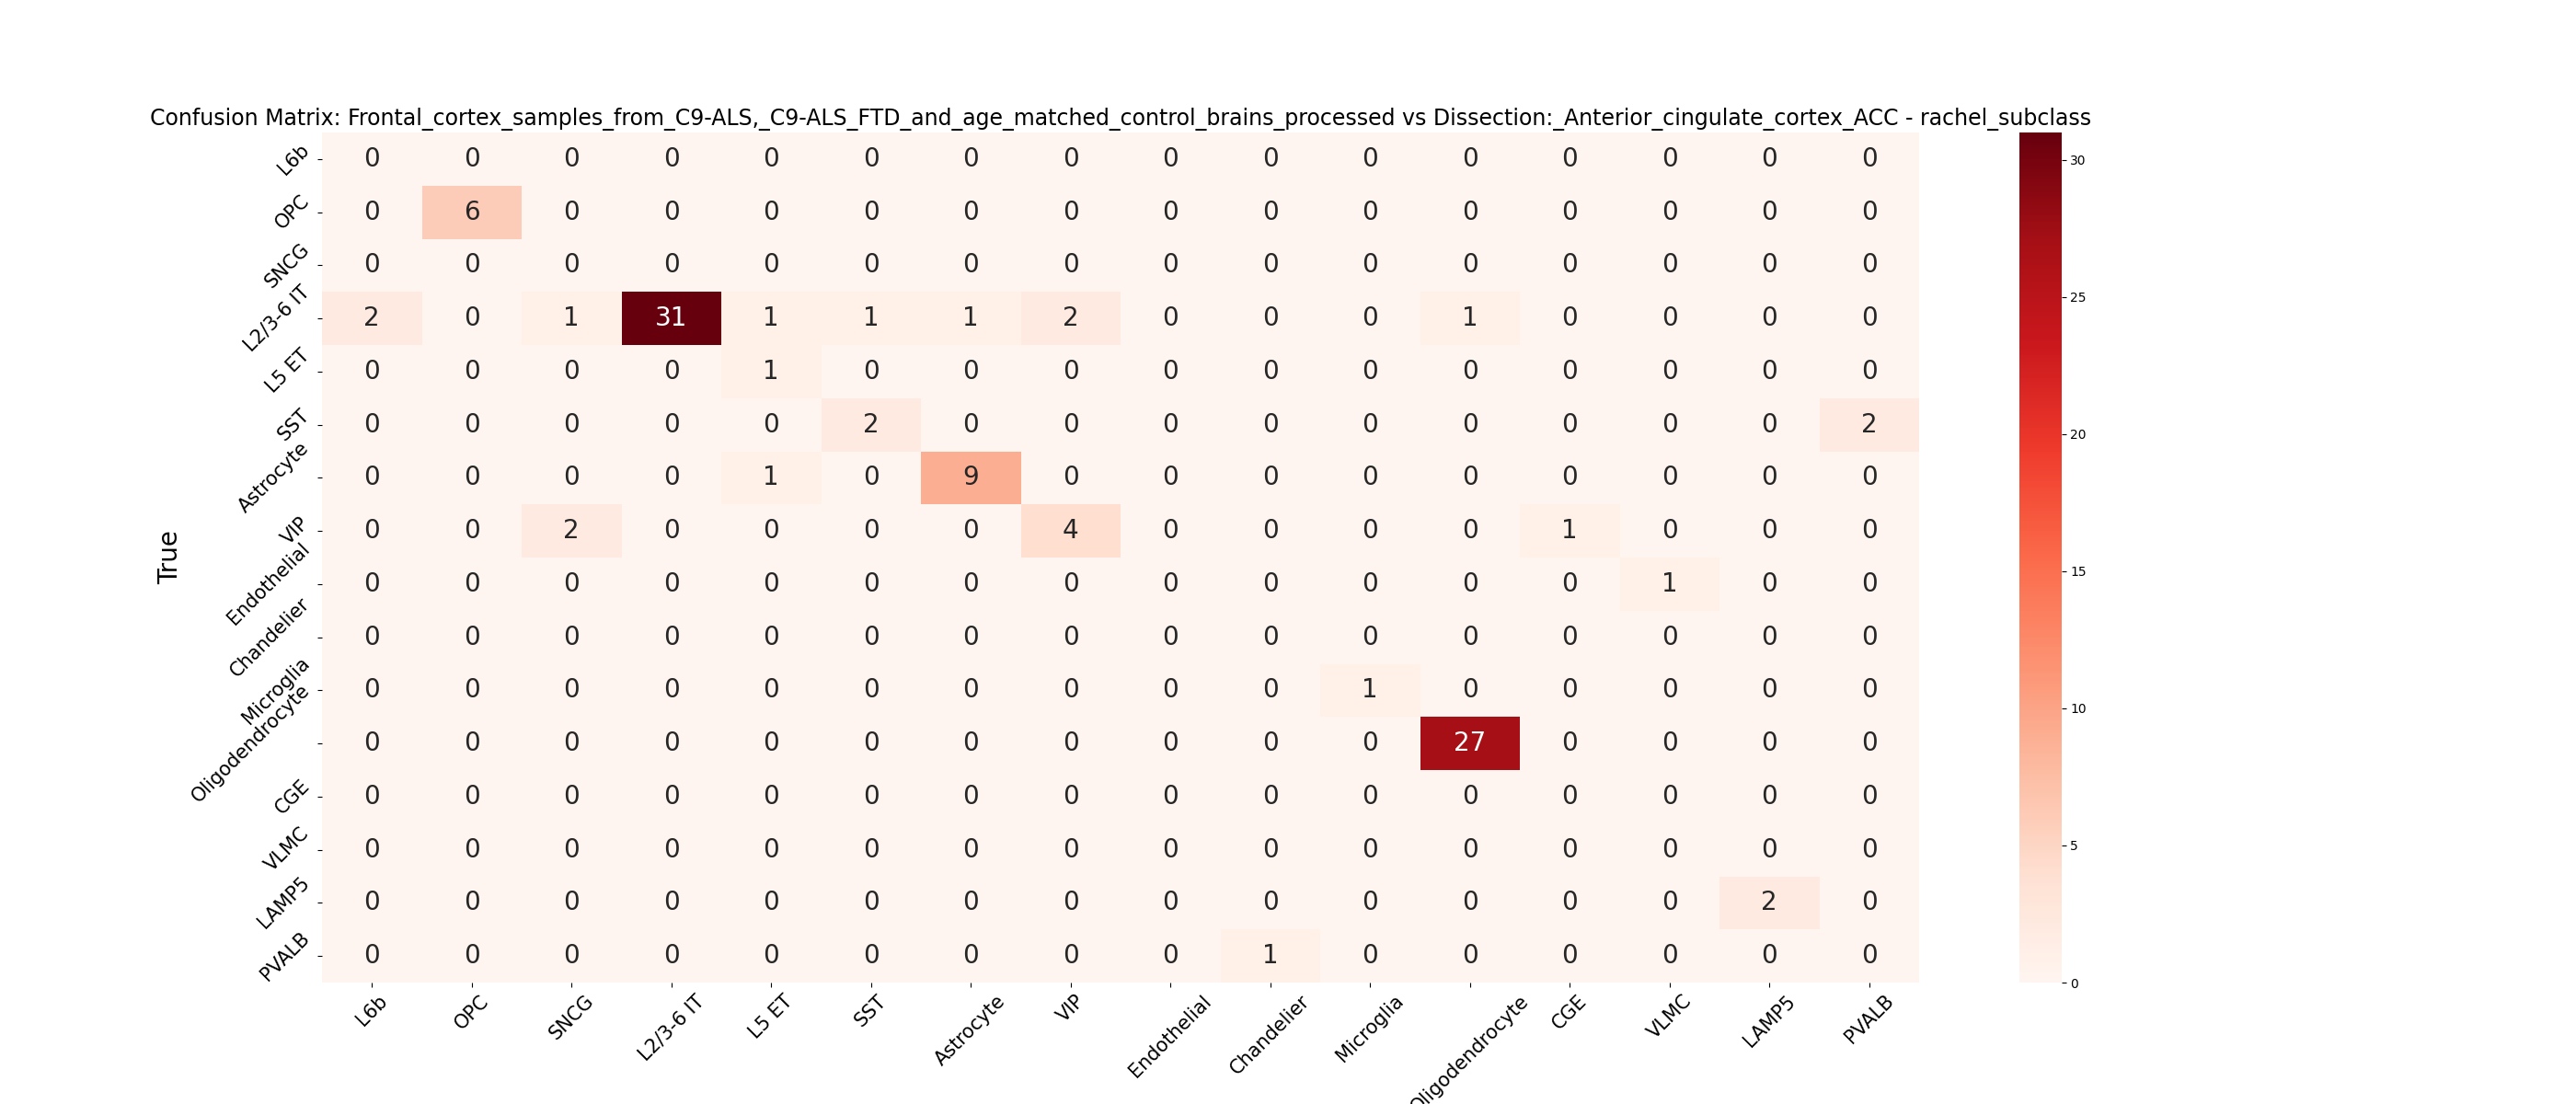 Confusion Matrix: Frontal_cortex_samples_from_C9-ALS,_C9-ALS_FTD_and_age_matched_control_brains_processed vs Dissection:_Anterior_cingulate_cortex_ACC - rachel_subclass
L6b 0 0 0 0 0 0 0 0 0 0 0 0 0 0 0 0
OPC 0 6 0 0 0 0 0 0 0 0 0 0 0 0 0 0
SNCG 0 0 0 0 0 0 0 0 0 0 0 0 0 0 0 0
L2/3-6 IT 2 0 1 31 1 1 1 2 0 0 0 1 0 0 0 0
L5 ET 0 0 0 0 1 0 0 0 0 0 0 0 0 0 0 0
SST 0 0 0 0 0 2 0 0 0 0 0 0 0 0 0 2
Astrocyte 0 0 0 0 1 0 9 0 0 0 0 0 0 0 0 0
VIP 0 0 2 0 0 0 0 4 0 0 0 0 1 0 0 0
Endothelial 0 0 0 0 0 0 0 0 0 0 0 0 0 1 0 0
Chandelier 0 0 0 0 0 0 0 0 0 0 0 0 0 0 0 0
Microglia 0 0 0 0 0 0 0 0 0 0 1 0 0 0 0 0
Oligodendrocyte 0 0 0 0 0 0 0 0 0 0 0 27 0 0 0 0
CGE 0 0 0 0 0 0 0 0 0 0 0 0 0 0 0 0
VLMC 0 0 0 0 0 0 0 0 0 0 0 0 0 0 0 0
LAMP5 0 0 0 0 0 0 0 0 0 0 0 0 0 0 2 0
PVALB 0 0 0 0 0 0 0 0 0 1 0 0 0 0 0 0
L6b OPC SNCG L2/3-6 IT L5 ET SST Astrocyte VIP Endothelial Chandelier Microglia Oligodendrocyte CGE VLMC LAMP5 PVALB
True
30
25
20
15
10
5
0